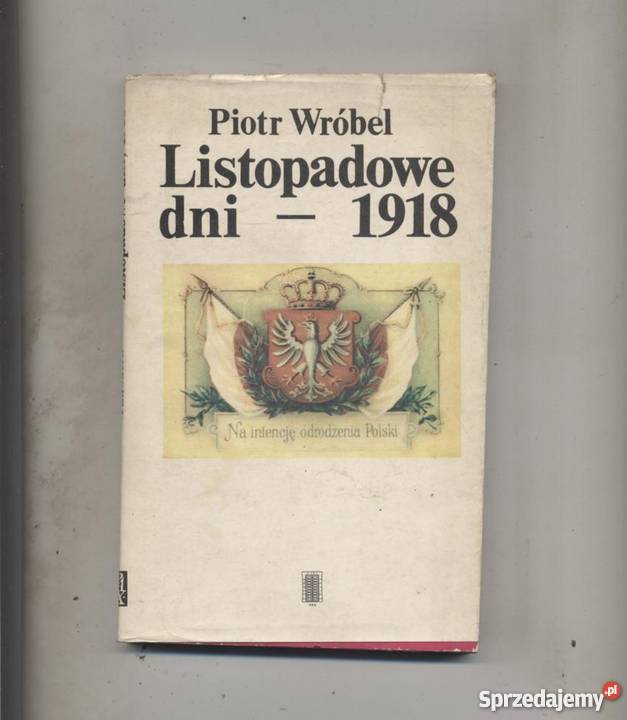 Piotr Wróbel
Listopadowe
dni — 1918
Na intencję odrodzenia Polski
Sprzedajemy.pl